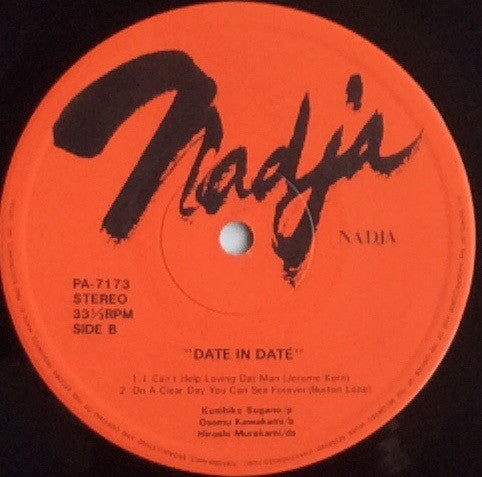 Nadja
NADJA
PA-7173
STEREO
33⅓RPM
SIDE B
"DATE IN DATE"
1. I Can't Help Loving Dat Man (Jerome Kern)
2. On A Clear Day You Can See Forever (Burton Lane)
Kunihiko Sugano/p
Osamu Kawakami/b
Hiroshi Murakami/ds